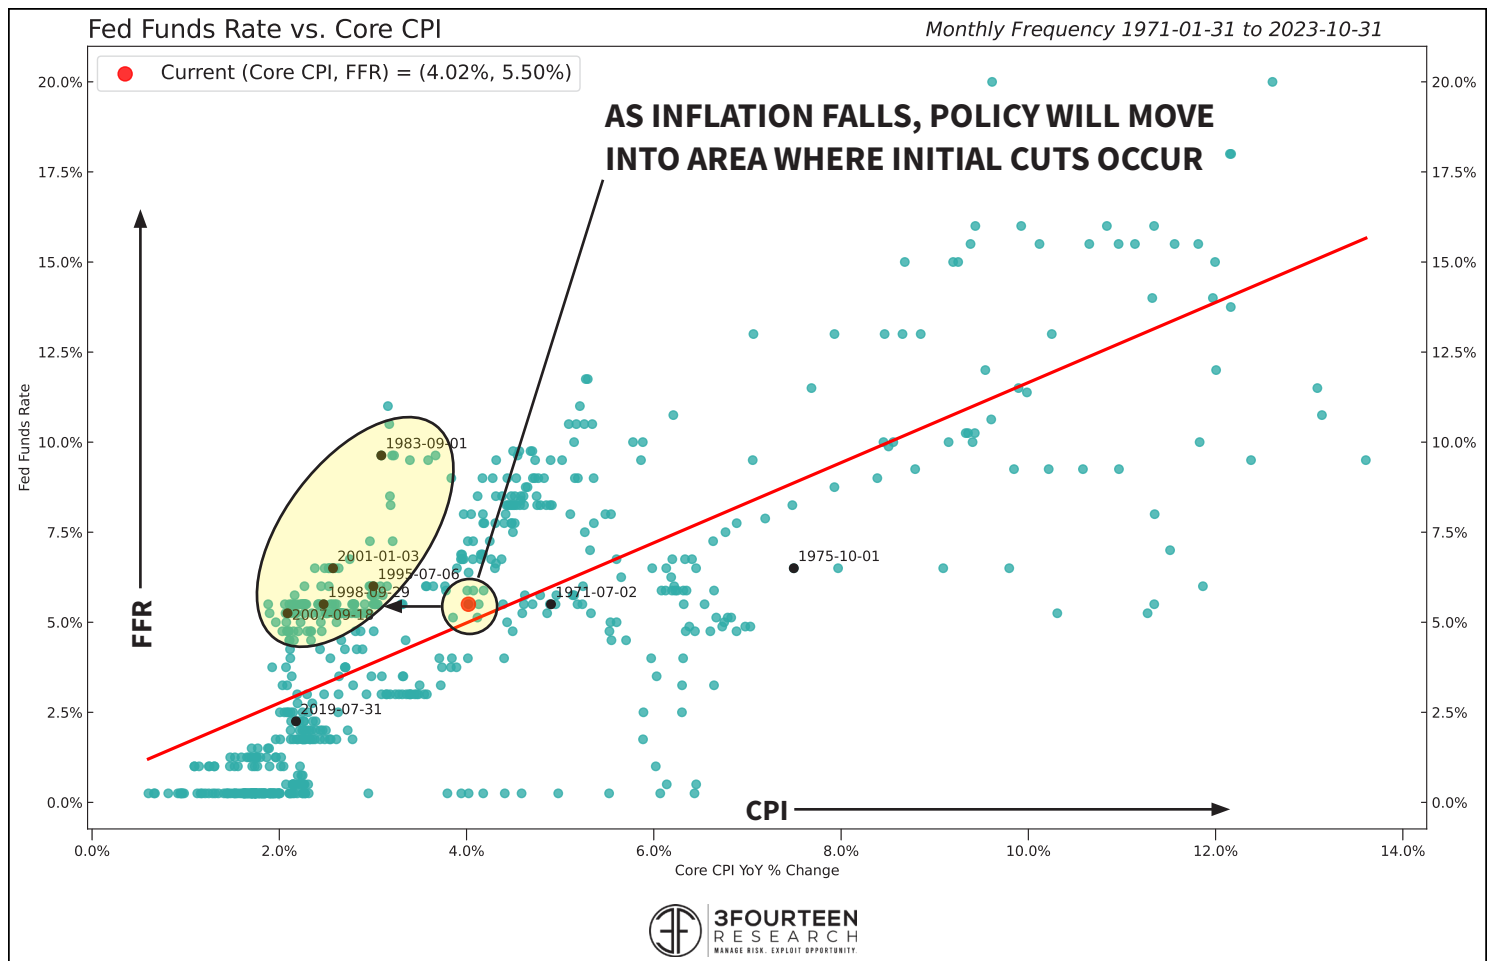 Fed Funds Rate vs. Core CPI
Monthly Frequency 1971-01-31 to 2023-10-31
Current (Core CPI, FFR) = (4.02%, 5.50%)
AS INFLATION FALLS, POLICY WILL MOVE
INTO AREA WHERE INITIAL CUTS OCCUR
20.0%
17.5%
15.0%
12.5%
10.0%
7.5%
5.0%
2.5%
0.0%
Fed Funds Rate
FFR
1983-09-01
2001-01-03
1995-07-06
1998-09-29
2007-09-18
2019-07-31
1971-07-02
1975-10-01
CPI
20.0%
17.5%
15.0%
12.5%
10.0%
7.5%
5.0%
2.5%
0.0%
0.0%
2.0%
4.0%
6.0%
8.0%
10.0%
12.0%
14.0%
Core CPI YoY % Change
3FOURTEEN
RESEARCH
MANAGE RISK. EXPLOIT OPPORTUNITY.